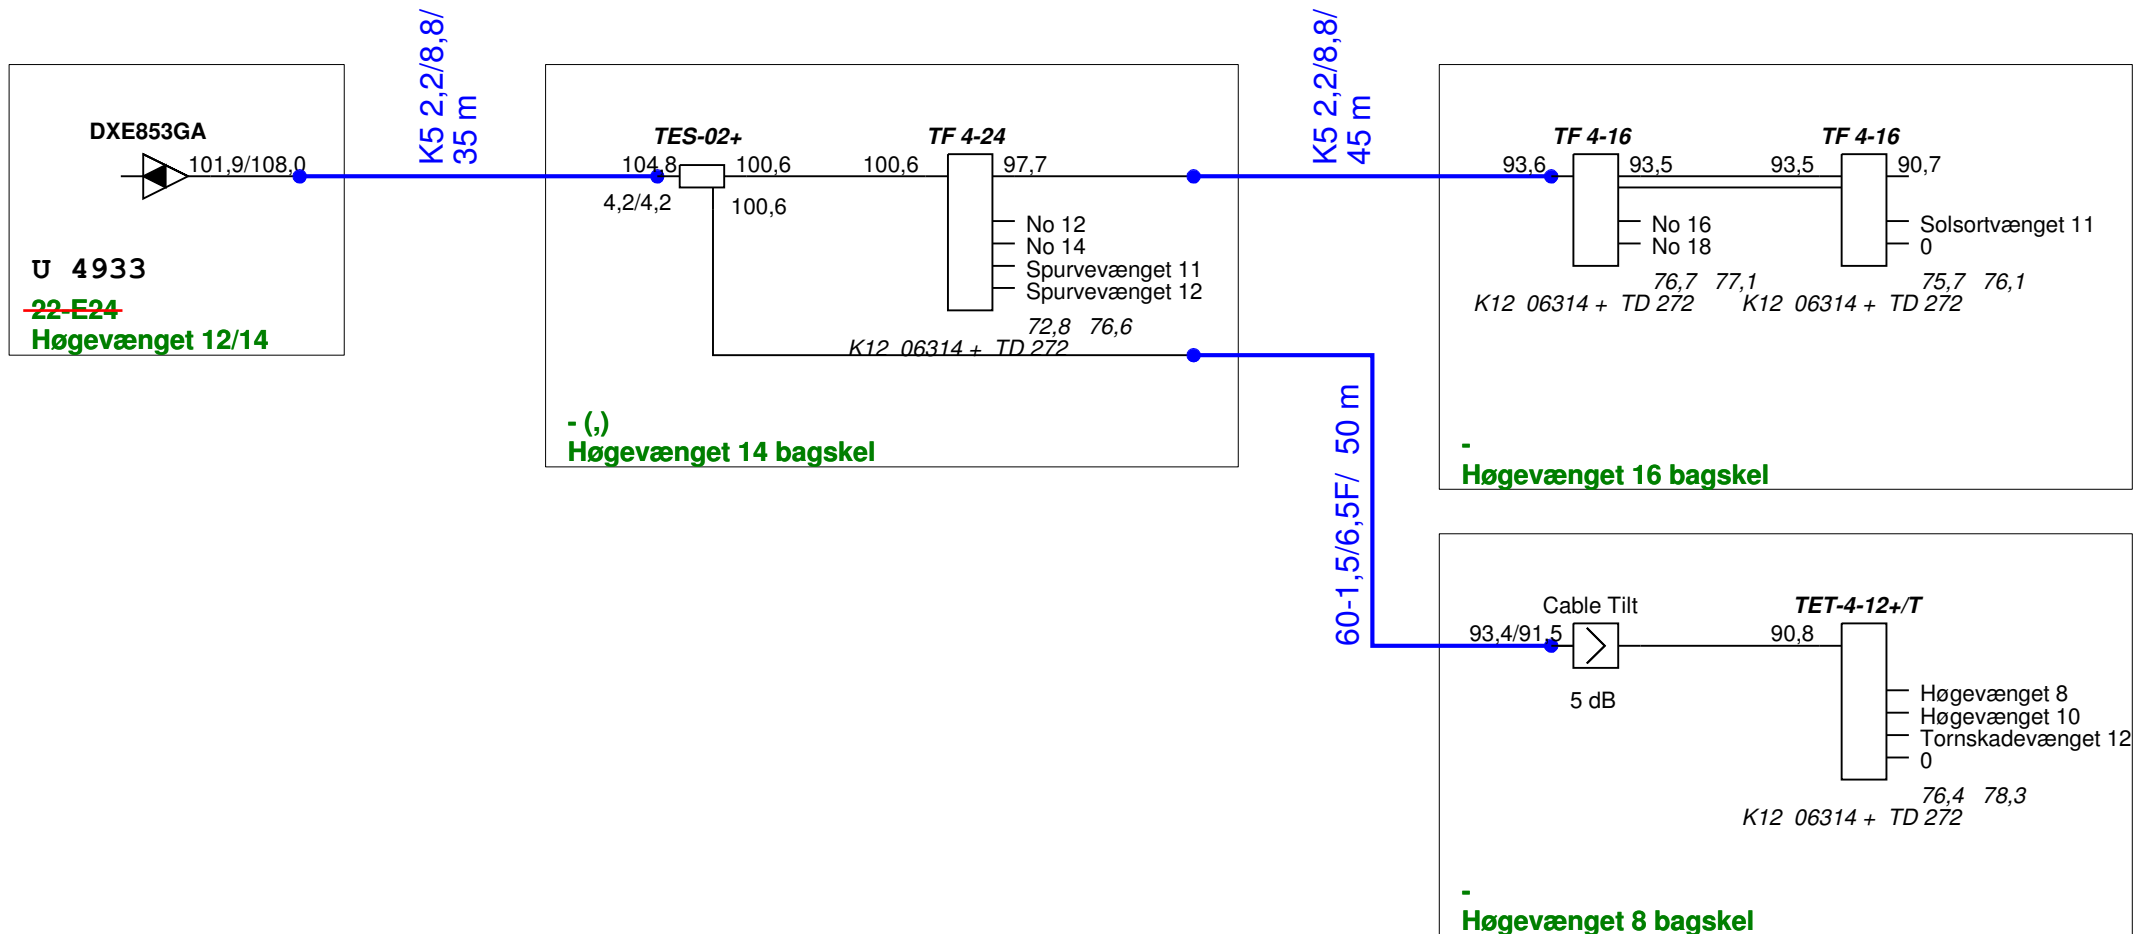 DXE853GA
101,9/108,0
U 4933
22-E24
Høgevænget 12/14
K5 2,2/8,8/
35 m
TES-02+
104,8
100,6
4,2/4,2
100,6
TF 4-24
100,6
97,7
No 12
No 14
Spurvevænget 11
Spurvevænget 12
72,8 76,6
K12 06314 + TD 272
- (,)
Høgevænget 14 bagskel
K5 2,2/8,8/
45 m
TF 4-16
93,6
93,5
No 16
No 18
76,7 77,1
K12 06314 + TD 272
TF 4-16
93,5
90,7
Solsortvænget 11
0
75,7 76,1
K12 06314 + TD 272
-
Høgevænget 16 bagskel
60-1,5/6,5F/ 50 m
Cable Tilt
93,4/91,5
5 dB
TET-4-12+/T
90,8
Høgevænget 8
Høgevænget 10
Tornskadevænget 12
0
76,4 78,3
K12 06314 + TD 272
-
Høgevænget 8 bagskel